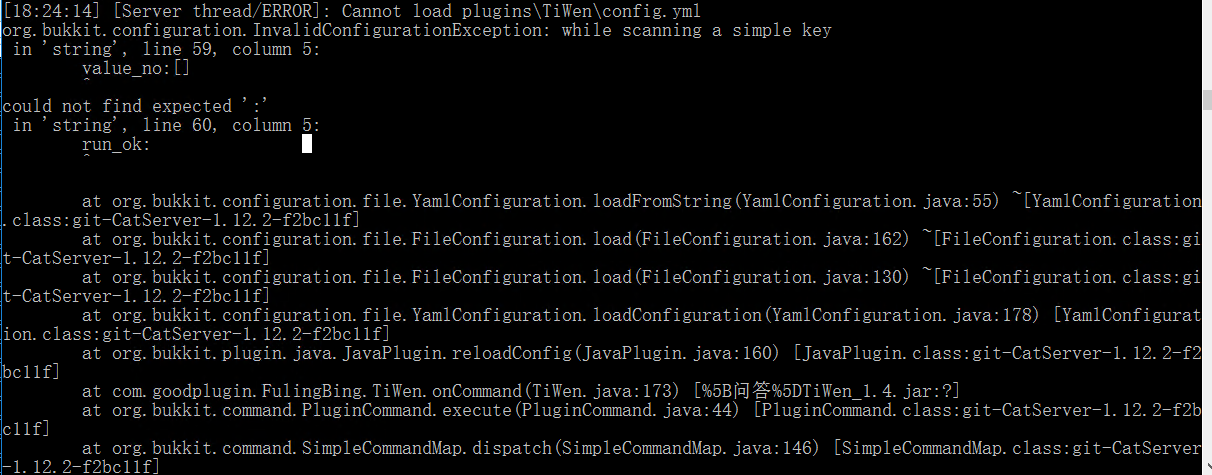 [18:24:14] [Server thread/ERROR]: Cannot load plugins\TiWen\config.yml
org.bukkit.configuration.InvalidConfigurationException: while scanning a simple key
 in 'string', line 59, column 5:
        value_no:[]
        ^
could not find expected ':'
 in 'string', line 60, column 5:
        run_ok:
        ^
        at org.bukkit.configuration.file.YamlConfiguration.loadFromString(YamlConfiguration.java:55) ~[YamlConfiguration
.class:git-CatServer-1.12.2-f2bc11f]
        at org.bukkit.configuration.file.FileConfiguration.load(FileConfiguration.java:162) ~[FileConfiguration.class:gi
t-CatServer-1.12.2-f2bc11f]
        at org.bukkit.configuration.file.FileConfiguration.load(FileConfiguration.java:130) ~[FileConfiguration.class:gi
t-CatServer-1.12.2-f2bc11f]
        at org.bukkit.configuration.file.YamlConfiguration.loadConfiguration(YamlConfiguration.java:178) [YamlConfigurat
ion.class:git-CatServer-1.12.2-f2bc11f]
        at org.bukkit.plugin.java.JavaPlugin.reloadConfig(JavaPlugin.java:160) [JavaPlugin.class:git-CatServer-1.12.2-f2
bc11f]
        at com.goodplugin.FulingBing.TiWen.onCommand(TiWen.java:173) [%5B问答%5DTiWen_1.4.jar:?]
        at org.bukkit.command.PluginCommand.execute(PluginCommand.java:44) [PluginCommand.class:git-CatServer-1.12.2-f2b
c11f]
        at org.bukkit.command.SimpleCommandMap.dispatch(SimpleCommandMap.java:146) [SimpleCommandMap.class:git-CatServer
-1.12.2-f2bc11f]